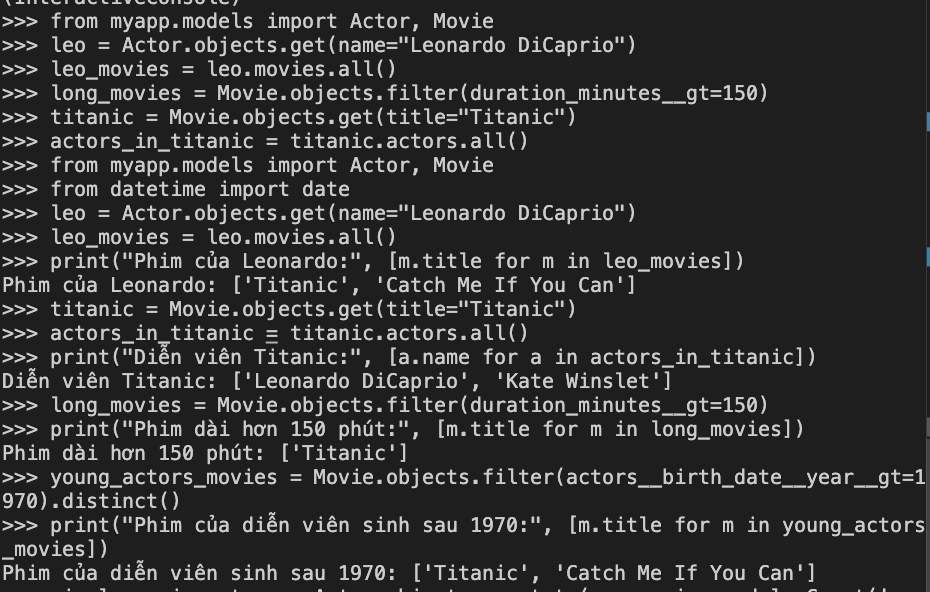 (InteractiveConsole)
>>> from myapp.models import Actor, Movie
>>> leo = Actor.objects.get(name="Leonardo DiCaprio")
>>> leo_movies = leo.movies.all()
>>> long_movies = Movie.objects.filter(duration_minutes__gt=150)
>>> titanic = Movie.objects.get(title="Titanic")
>>> actors_in_titanic = titanic.actors.all()
>>> from myapp.models import Actor, Movie
>>> from datetime import date
>>> leo = Actor.objects.get(name="Leonardo DiCaprio")
>>> leo_movies = leo.movies.all()
>>> print("Phim của Leonardo:", [m.title for m in leo_movies])
Phim của Leonardo: ['Titanic', 'Catch Me If You Can']
>>> titanic = Movie.objects.get(title="Titanic")
>>> actors_in_titanic = titanic.actors.all()
>>> print("Diễn viên Titanic:", [a.name for a in actors_in_titanic])
Diễn viên Titanic: ['Leonardo DiCaprio', 'Kate Winslet']
>>> long_movies = Movie.objects.filter(duration_minutes__gt=150)
>>> print("Phim dài hơn 150 phút:", [m.title for m in long_movies])
Phim dài hơn 150 phút: ['Titanic']
>>> young_actors_movies = Movie.objects.filter(actors__birth_date__year__gt=1
970).distinct()
>>> print("Phim của diễn viên sinh sau 1970:", [m.title for m in young_actors
_movies])
Phim của diễn viên sinh sau 1970: ['Titanic', 'Catch Me If You Can']